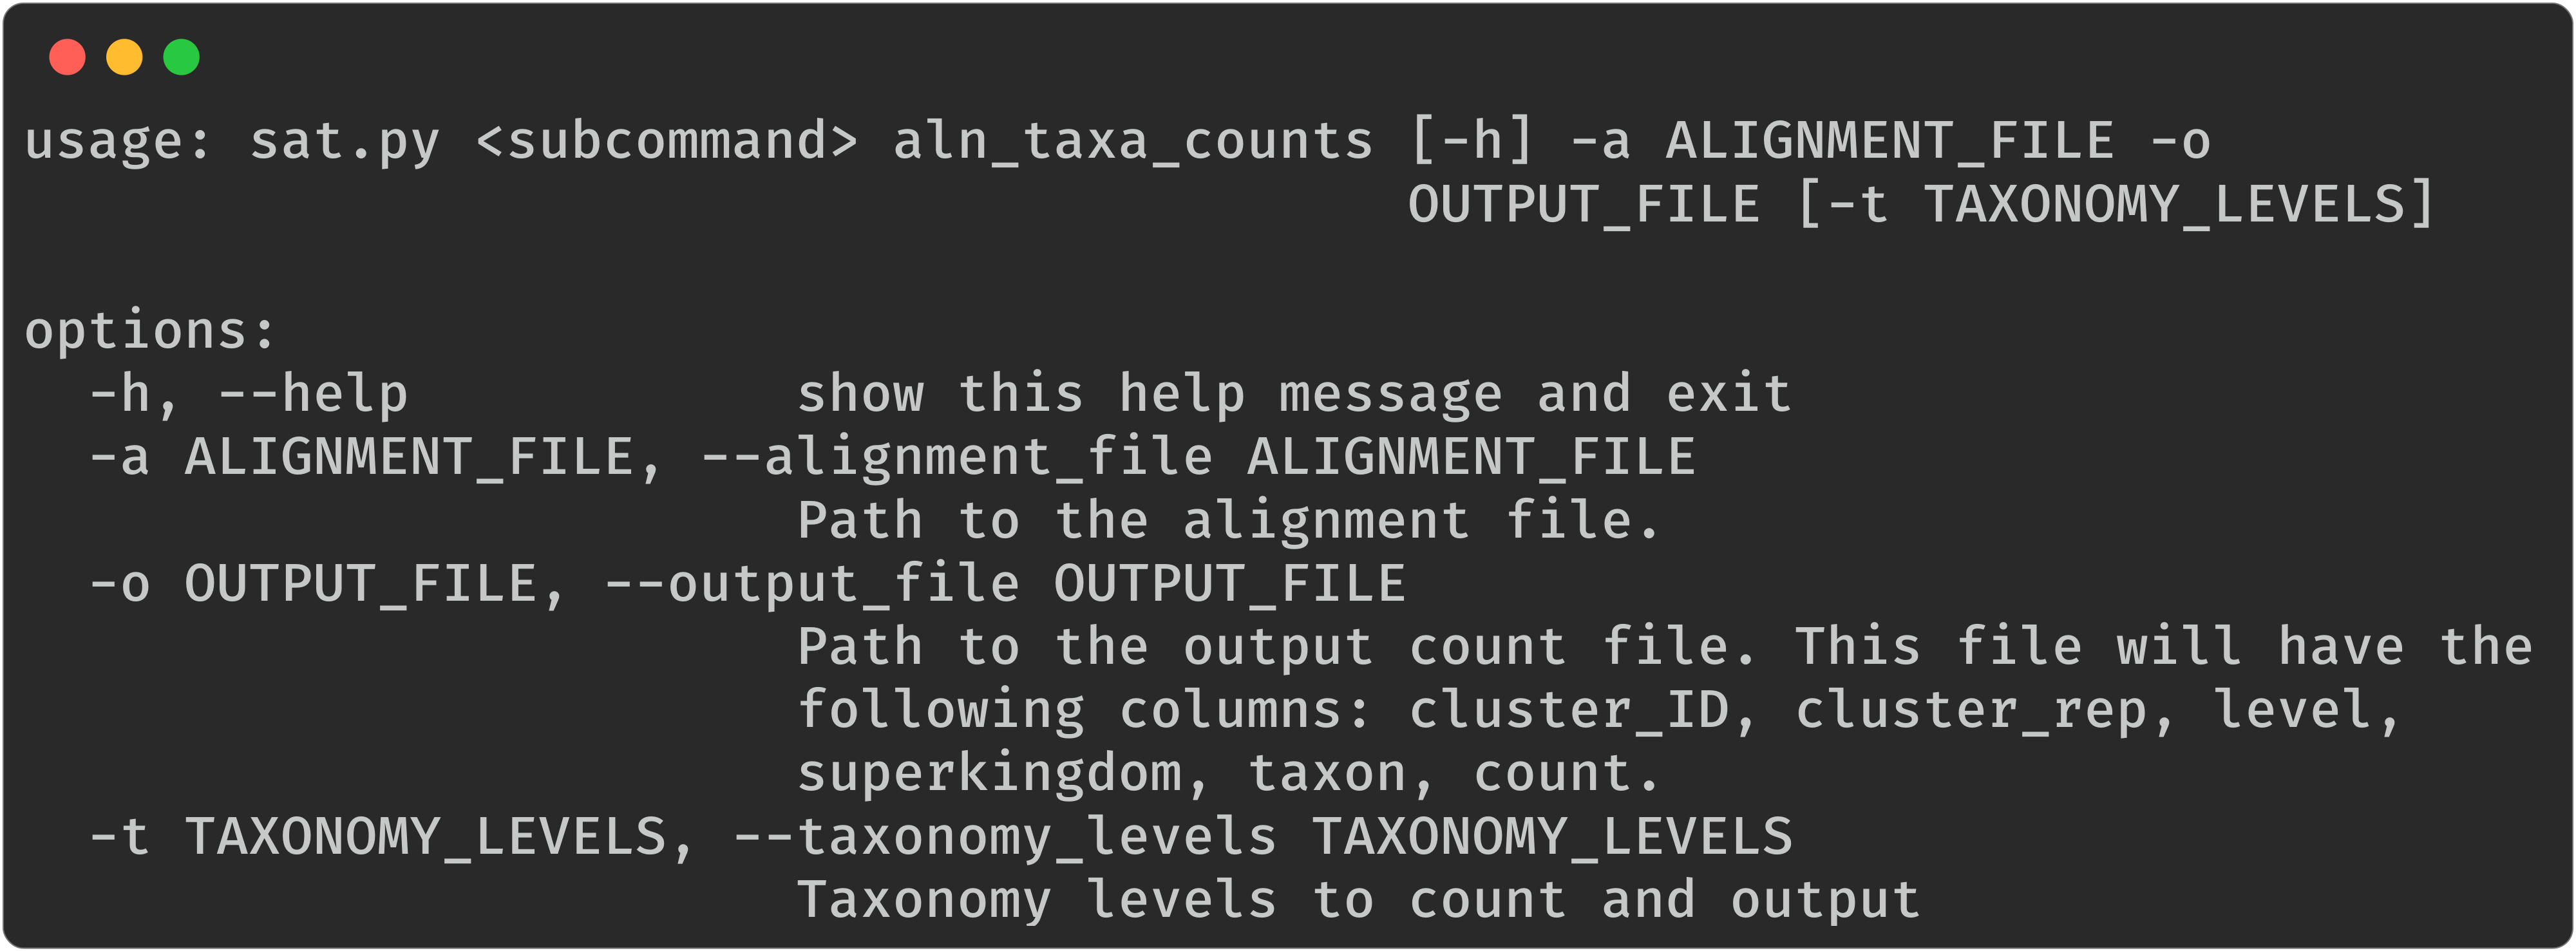 usage: sat.py <subcommand> aln_taxa_counts [-h] -a ALIGNMENT_FILE -o
OUTPUT_FILE [-t TAXONOMY_LEVELS]
options:
-h, --help show this help message and exit
-a ALIGNMENT_FILE, --alignment_file ALIGNMENT_FILE
Path to the alignment file.
-o OUTPUT_FILE, --output_file OUTPUT_FILE
Path to the output count file. This file will have the
following columns: cluster_ID, cluster_rep, level,
superkingdom, taxon, count.
-t TAXONOMY_LEVELS, --taxonomy_levels TAXONOMY_LEVELS
Taxonomy levels to count and output